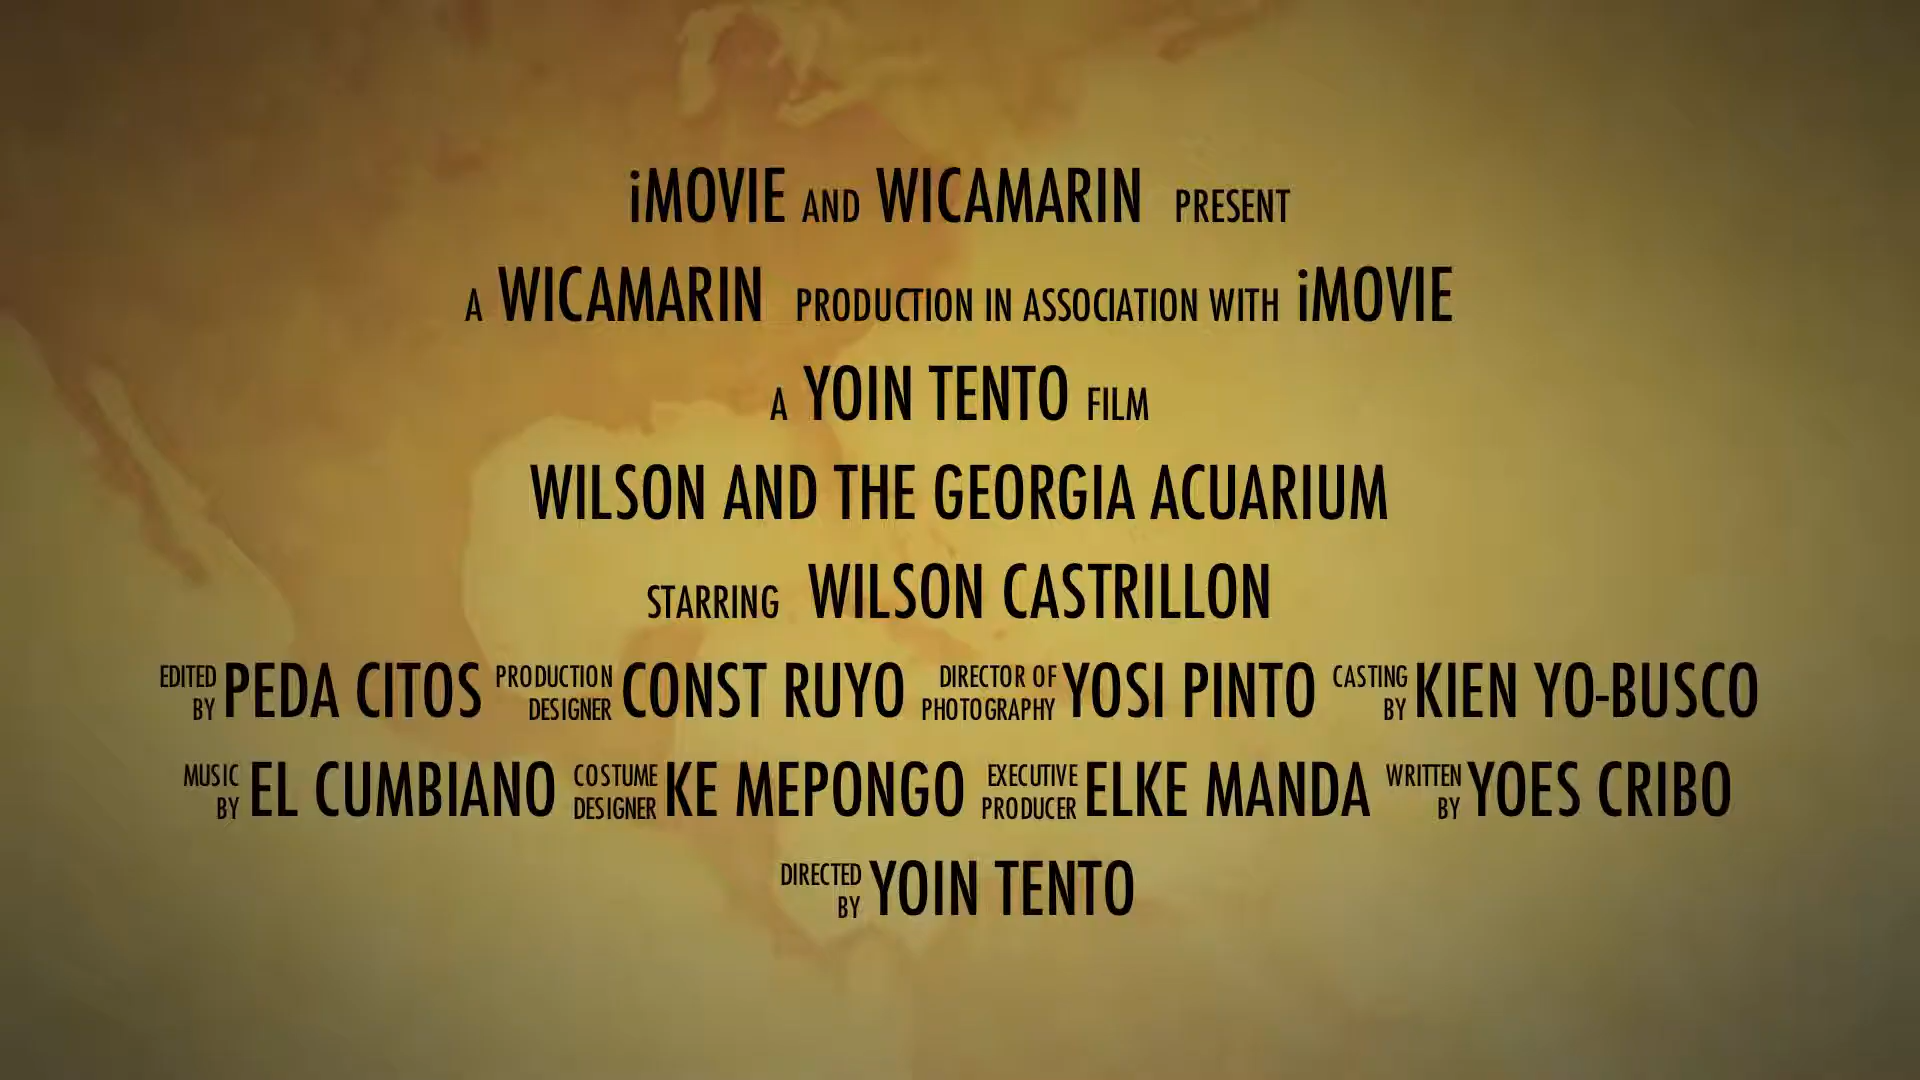 iMOVIE AND WICAMARIN PRESENT
A WICAMARIN PRODUCTION IN ASSOCIATION WITH iMOVIE
A YOIN TENTO FILM
WILSON AND THE GEORGIA ACUARIUM
STARRING WILSON CASTRILLON
EDITED BY PEDA CITOS PRODUCTION DESIGNER CONST RUYO DIRECTOR OF PHOTOGRAPHY YOSI PINTO CASTING BY KIEN YO-BUSCO
MUSIC BY EL CUMBIANO COSTUME DESIGNER KE MEPONGO EXECUTIVE PRODUCER ELKE MANDA WRITTEN BY YOES CRIBO
DIRECTED BY YOIN TENTO